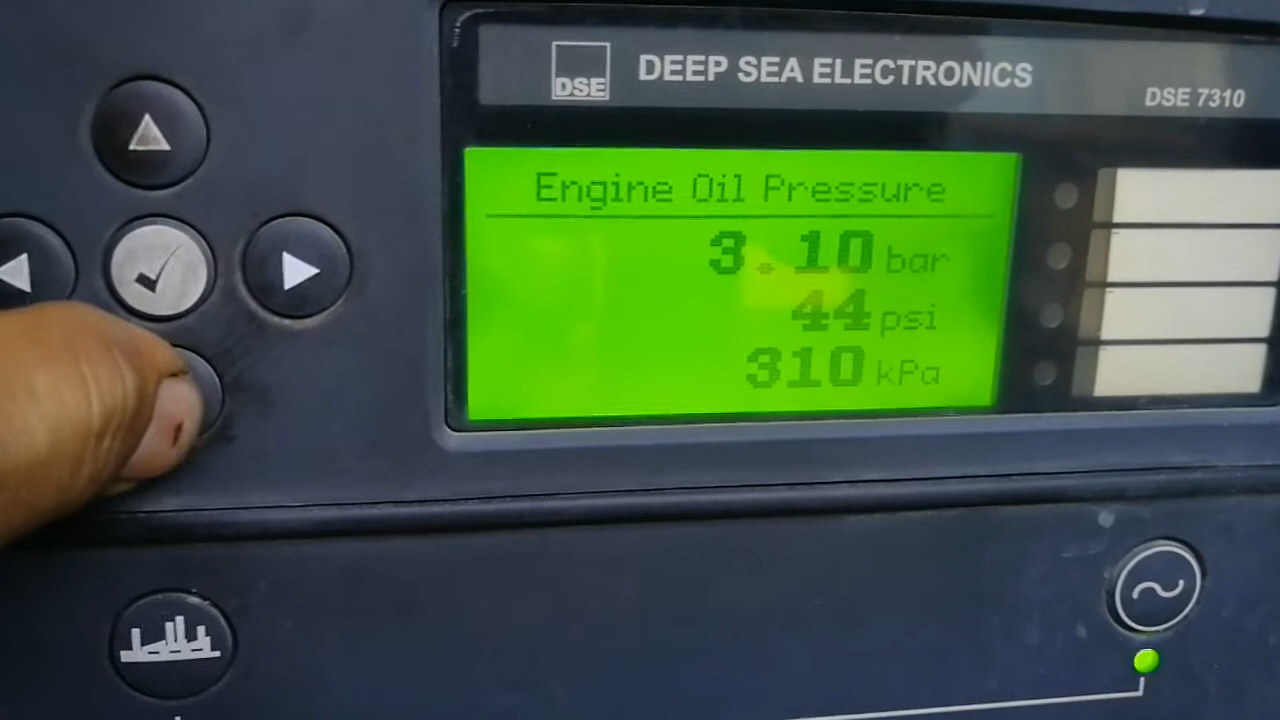 DSE
DEEP SEA ELECTRONICS
DSE 7310
Engine Oil Pressure
3.10 bar
44 psi
310 kPa